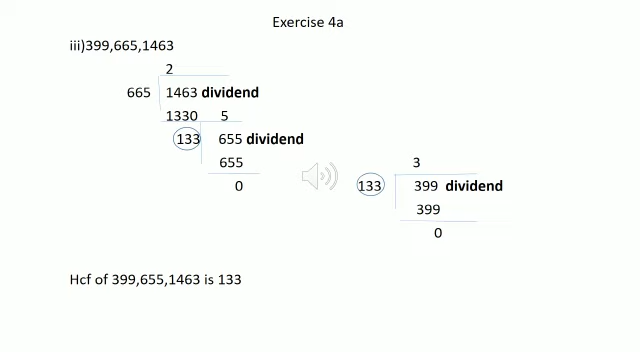 Exercise 4a
iii)399,665,1463
2
665 1463 dividend
1330 5
133 655 dividend
655
0
3
133 399 dividend
399
0
Hcf of 399,655,1463 is 133